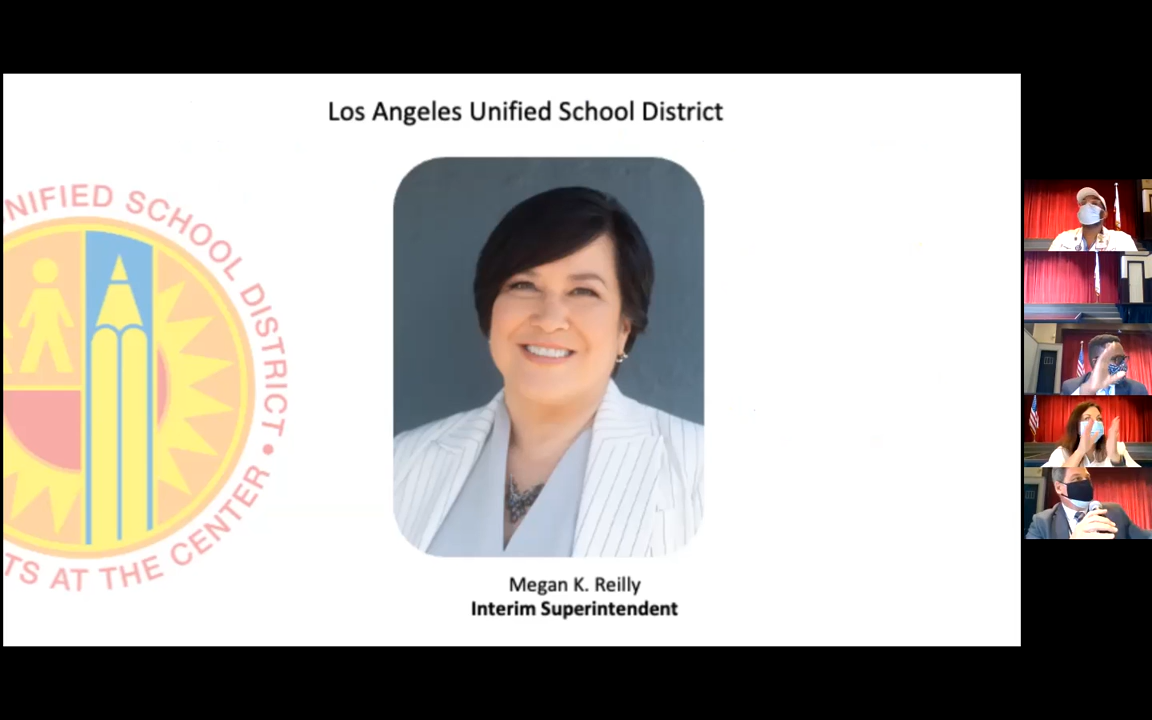 Los Angeles Unified School District
NIFIED SCHOOL DISTRICT •
TS AT THE CENTER
Megan K. Reilly
Interim Superintendent